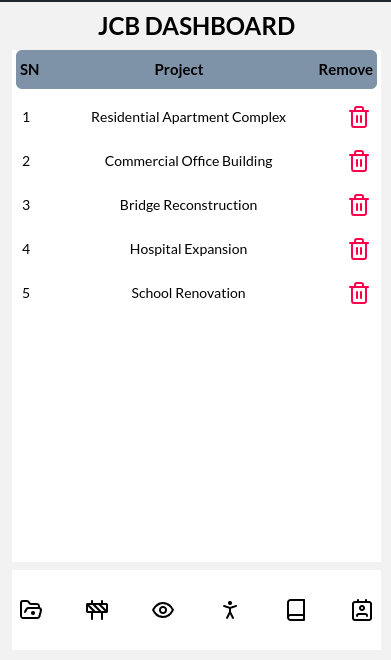 JCB DASHBOARD
SN Project Remove
1 Residential Apartment Complex
2 Commercial Office Building
3 Bridge Reconstruction
4 Hospital Expansion
5 School Renovation